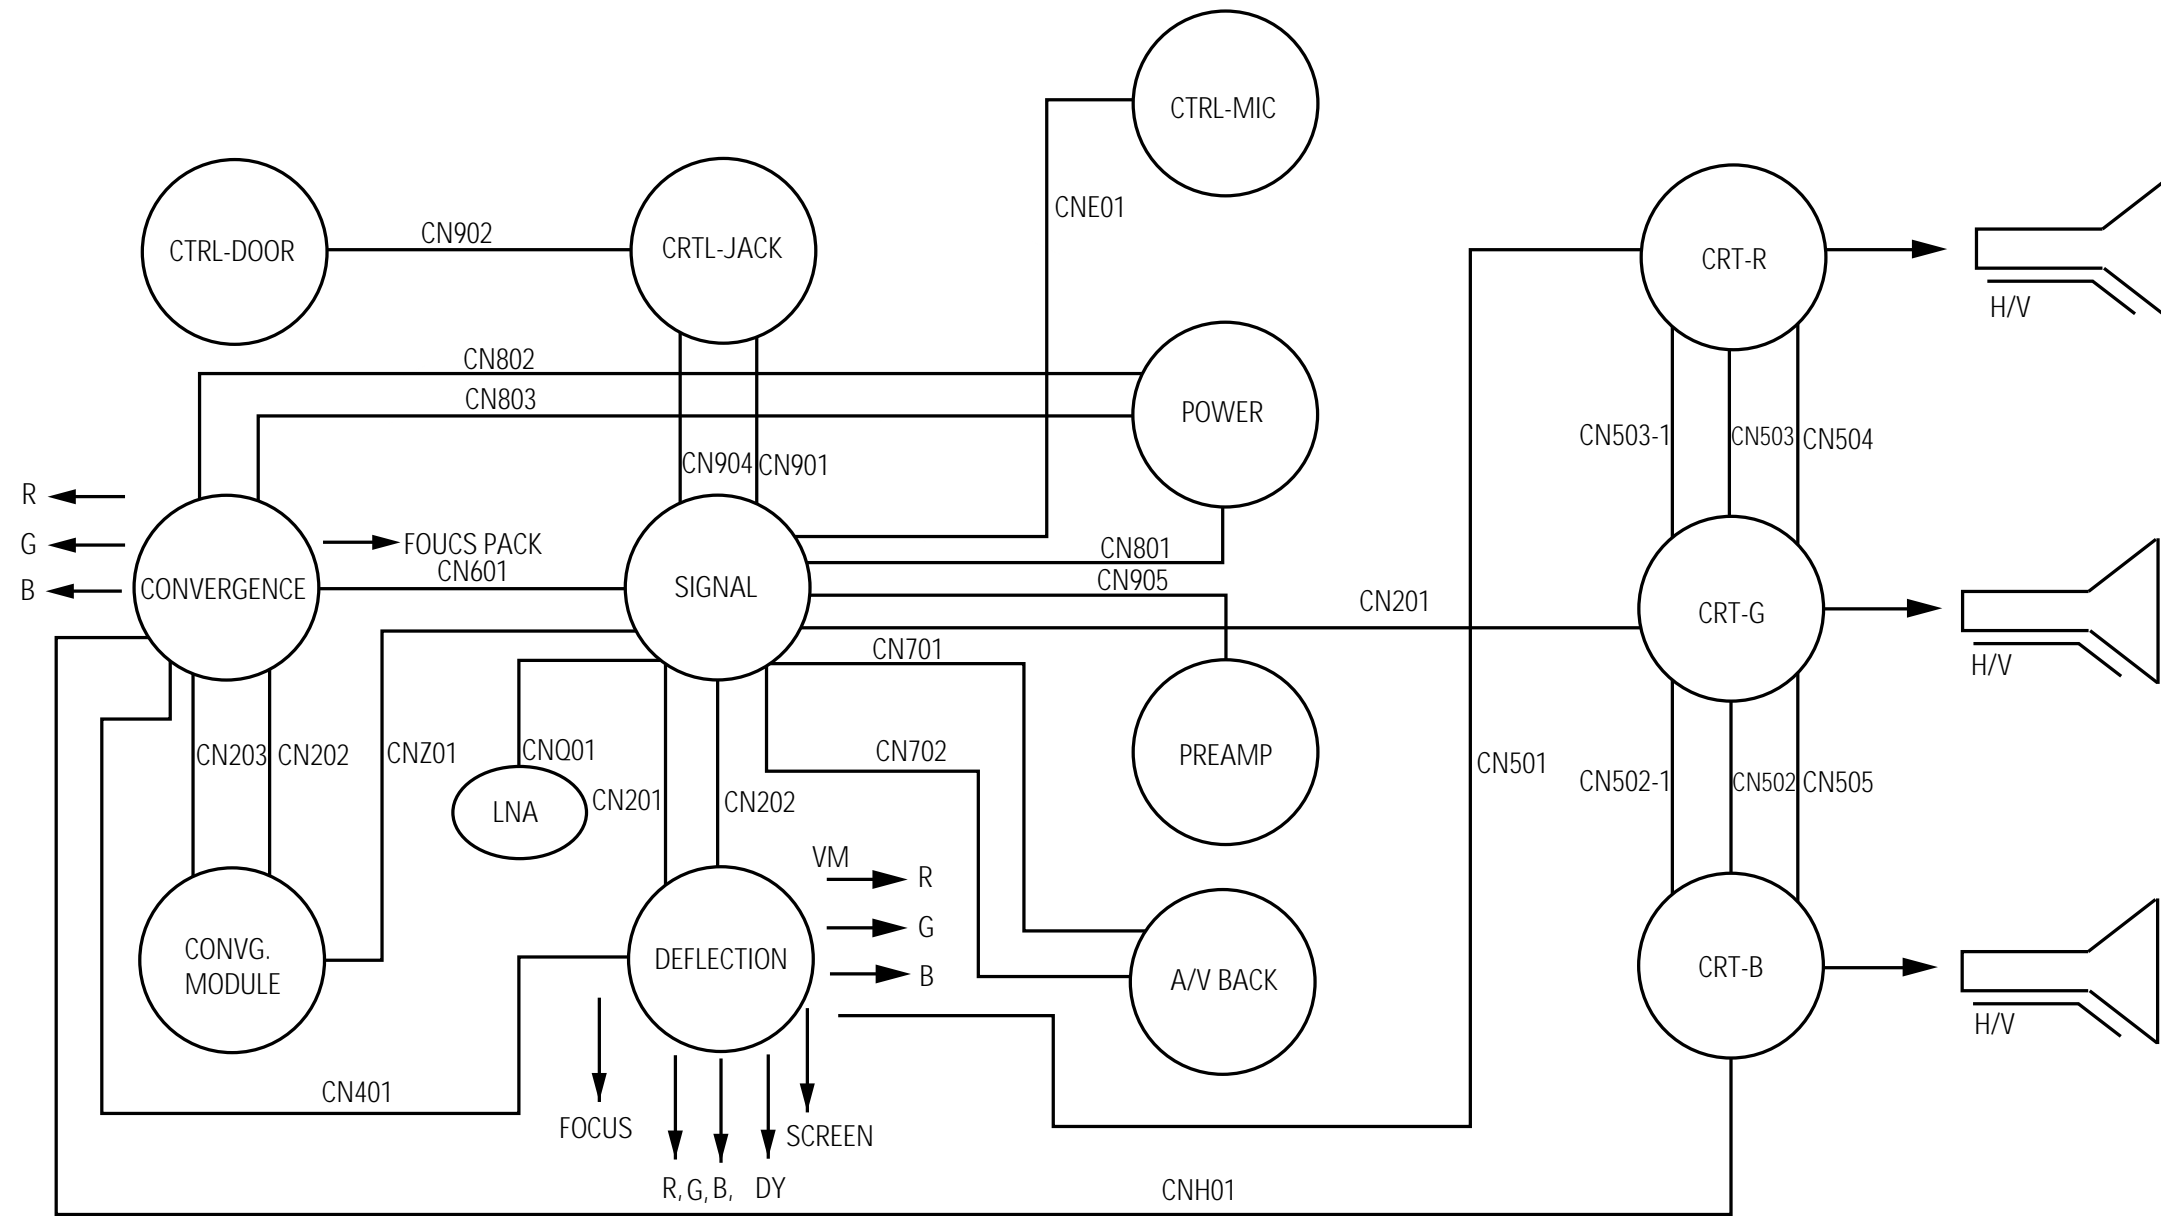 CTRL-MIC
CNE01
CTRL-DOOR
CN902
CRTL-JACK
CRT-R
H/V
CN802
CN803
POWER
CN904
CN901
CN503-1
CN503
CN504
R
G
B
FOUCS PACK
CN601
CONVERGENCE
SIGNAL
CN801
CN905
CN201
CRT-G
H/V
CN701
CN203
CN202
CNZ01
CNQ01
LNA
CN201
CN202
CN702
PREAMP
CN501
CN502-1
CN502
CN505
VM
R
G
B
CONVG.
MODULE
DEFLECTION
A/V BACK
CRT-B
H/V
CN401
FOCUS
SCREEN
R, G, B, DY
CNH01